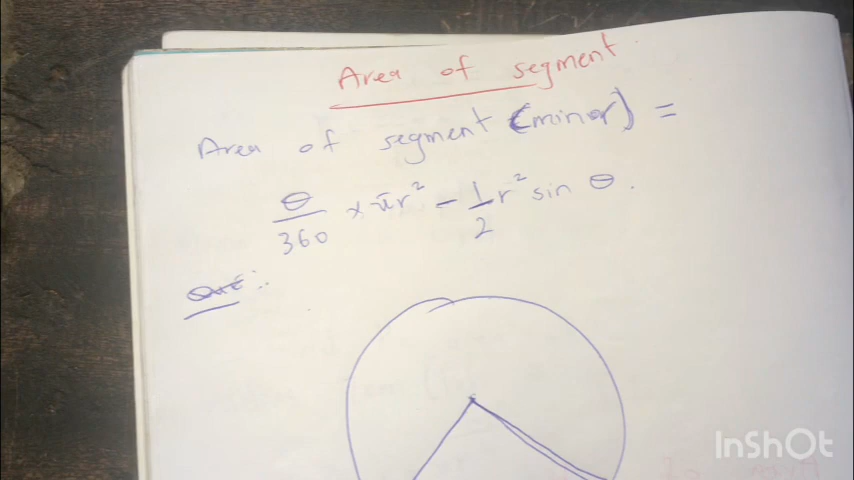 Area of segment
Area of segment (minor) =
θ/360 × πr² - 1/2 r² sin θ.
InShOt